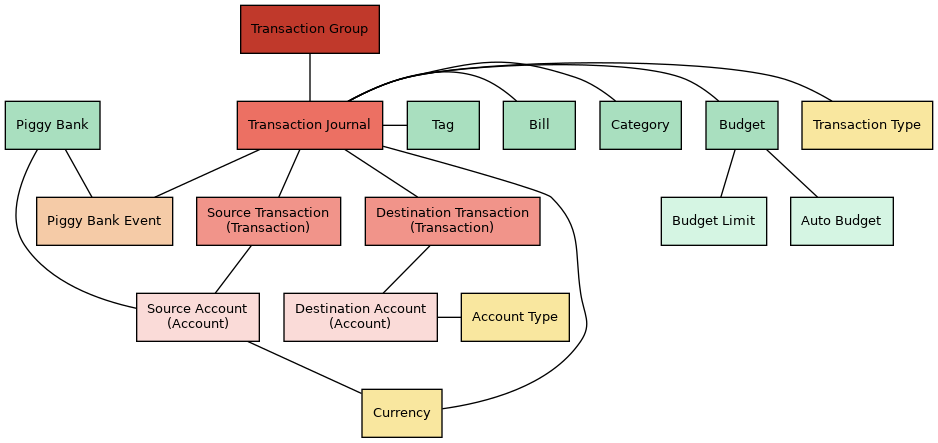 Transaction Group
Piggy Bank
Transaction Journal
Tag
Bill
Category
Budget
Transaction Type
Piggy Bank Event
Source Transaction
(Transaction)
Destination Transaction
(Transaction)
Budget Limit
Auto Budget
Source Account
(Account)
Destination Account
(Account)
Account Type
Currency